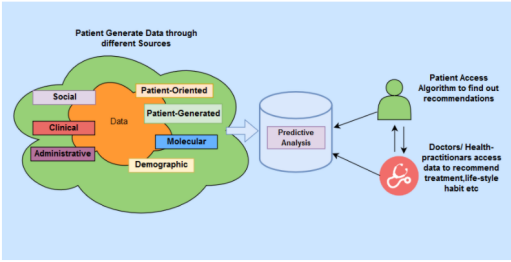 Patient Generate Data through
different Sources
Social
Clinical
Administrative
Data
Patient-Oriented
Patient-Generated
Molecular
Demographic
Predictive
Analysis
Patient Access
Algorithm to find out
recommendations
Doctors/ Health-
practitionars access
data to recommend
treatment,life-style
habit etc